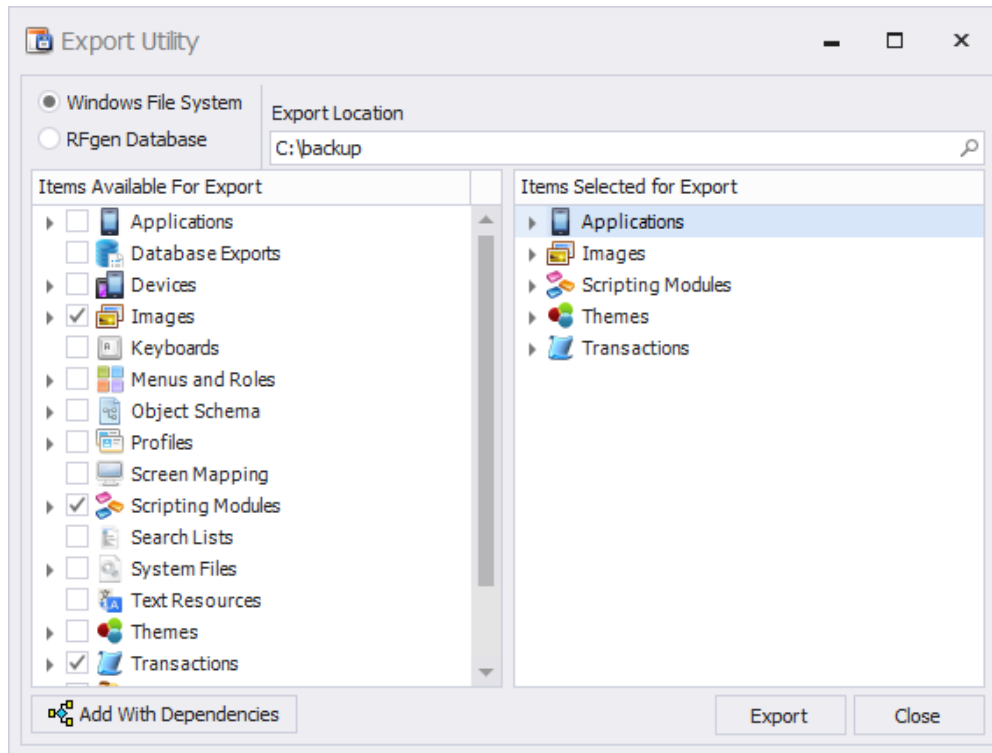 Export Utility
Windows File System
RFgen Database
Export Location
C:\backup
Items Available For Export
Applications
Database Exports
Devices
Images
Keyboards
Menus and Roles
Object Schema
Profiles
Screen Mapping
Scripting Modules
Search Lists
System Files
Text Resources
Themes
Transactions
Items Selected for Export
Applications
Images
Scripting Modules
Themes
Transactions
Add With Dependencies
Export
Close